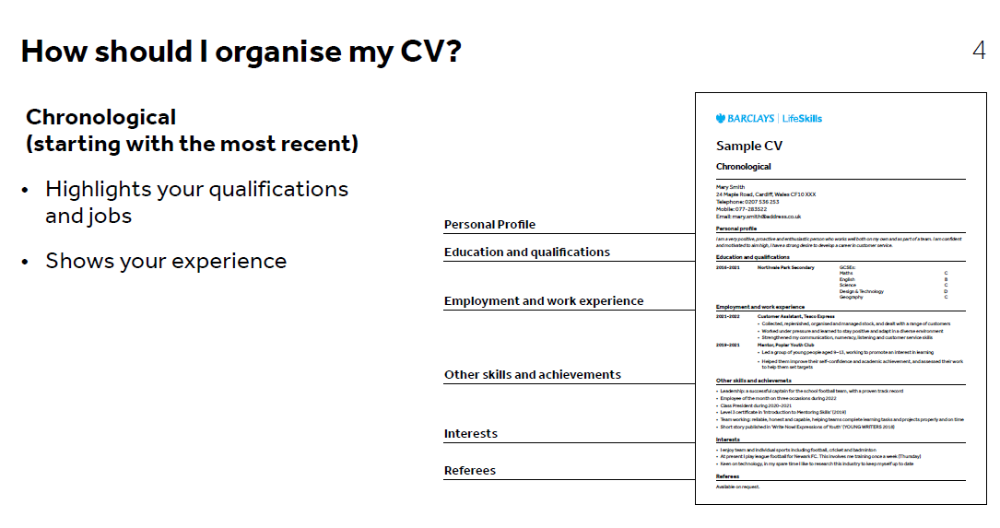 How should I organise my CV?
4
Chronological
(starting with the most recent)
• Highlights your qualifications
and jobs
• Shows your experience
Personal Profile
Education and qualifications
Employment and work experience
Other skills and achievements
Interests
Referees
BARCLAYS | LifeSkills
Sample CV
Chronological
Mary Smith
24 Maple Road, Cardiff, Wales CF10 XXX
Telephone: 0207 536 253
Mobile: 077-283522
Email: mary.smith@address.co.uk
Personal profile
I am a very positive, proactive and enthusiastic person who works well both on my own and as part of a team. I am confident
and motivated to aim high, I have a strong desire to develop a career in customer service.
Education and qualifications
2016-2021 Northvale Park Secondary GCSEs:
Maths C
English B
Science C
Design & Technology D
Geography C
Employment and work experience
2021-2022 Customer Assistant, Tesco Express
• Collected, replenished, organised and managed stock, and dealt with a range of customers
• Worked under pressure and learned to stay positive and adapt in a diverse environment
• Strengthened my communication, numeracy, listening and customer service skills
2019-2021 Mentor, Poplar Youth Club
• Led a group of young people aged 9-13, working to promote an interest in learning
• Helped them improve their self-confidence and academic achievement, and assessed their work
to help them set targets
Other skills and achievemets
• Leadership: a successful captain for the school football team, with a proven track record
• Employee of the month on three occasions during 2022
• Class President during 2020-2021
• Level 3 certificate in 'Introduction to Mentoring Skills' (2019)
• Team working: reliable, honest and capable, helping teams complete learning tasks and projects properly and on time
• Short story published in 'Write Now! Expressions of Youth' (YOUNG WRITERS 2018)
Interests
• I enjoy team and individual sports including football, cricket and badminton
• At present I play league football for Newark FC. This involves me training once a week (Thursday)
• Keen on technology, in my spare time I like to research this industry to keep myself up to date
Referees
Available on request.